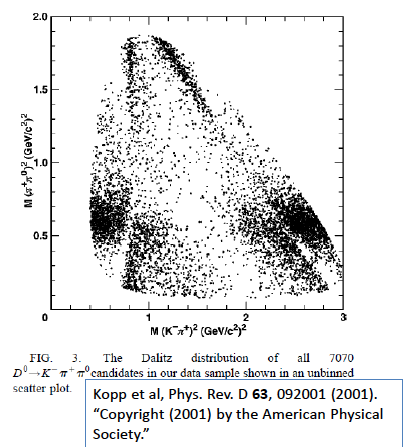 2.0
1.5
1.0
0.5
0
1
2
3
M (π⁺π⁰)² (GeV/c²)²
M (K⁻π⁺)² (GeV/c²)²
FIG. 3. The Dalitz distribution of all 7070
D⁰→K⁻π⁺π⁰ candidates in our data sample shown in an unbinned
scatter plot.
Kopp et al, Phys. Rev. D 63, 092001 (2001).
“Copyright (2001) by the American Physical
Society.”